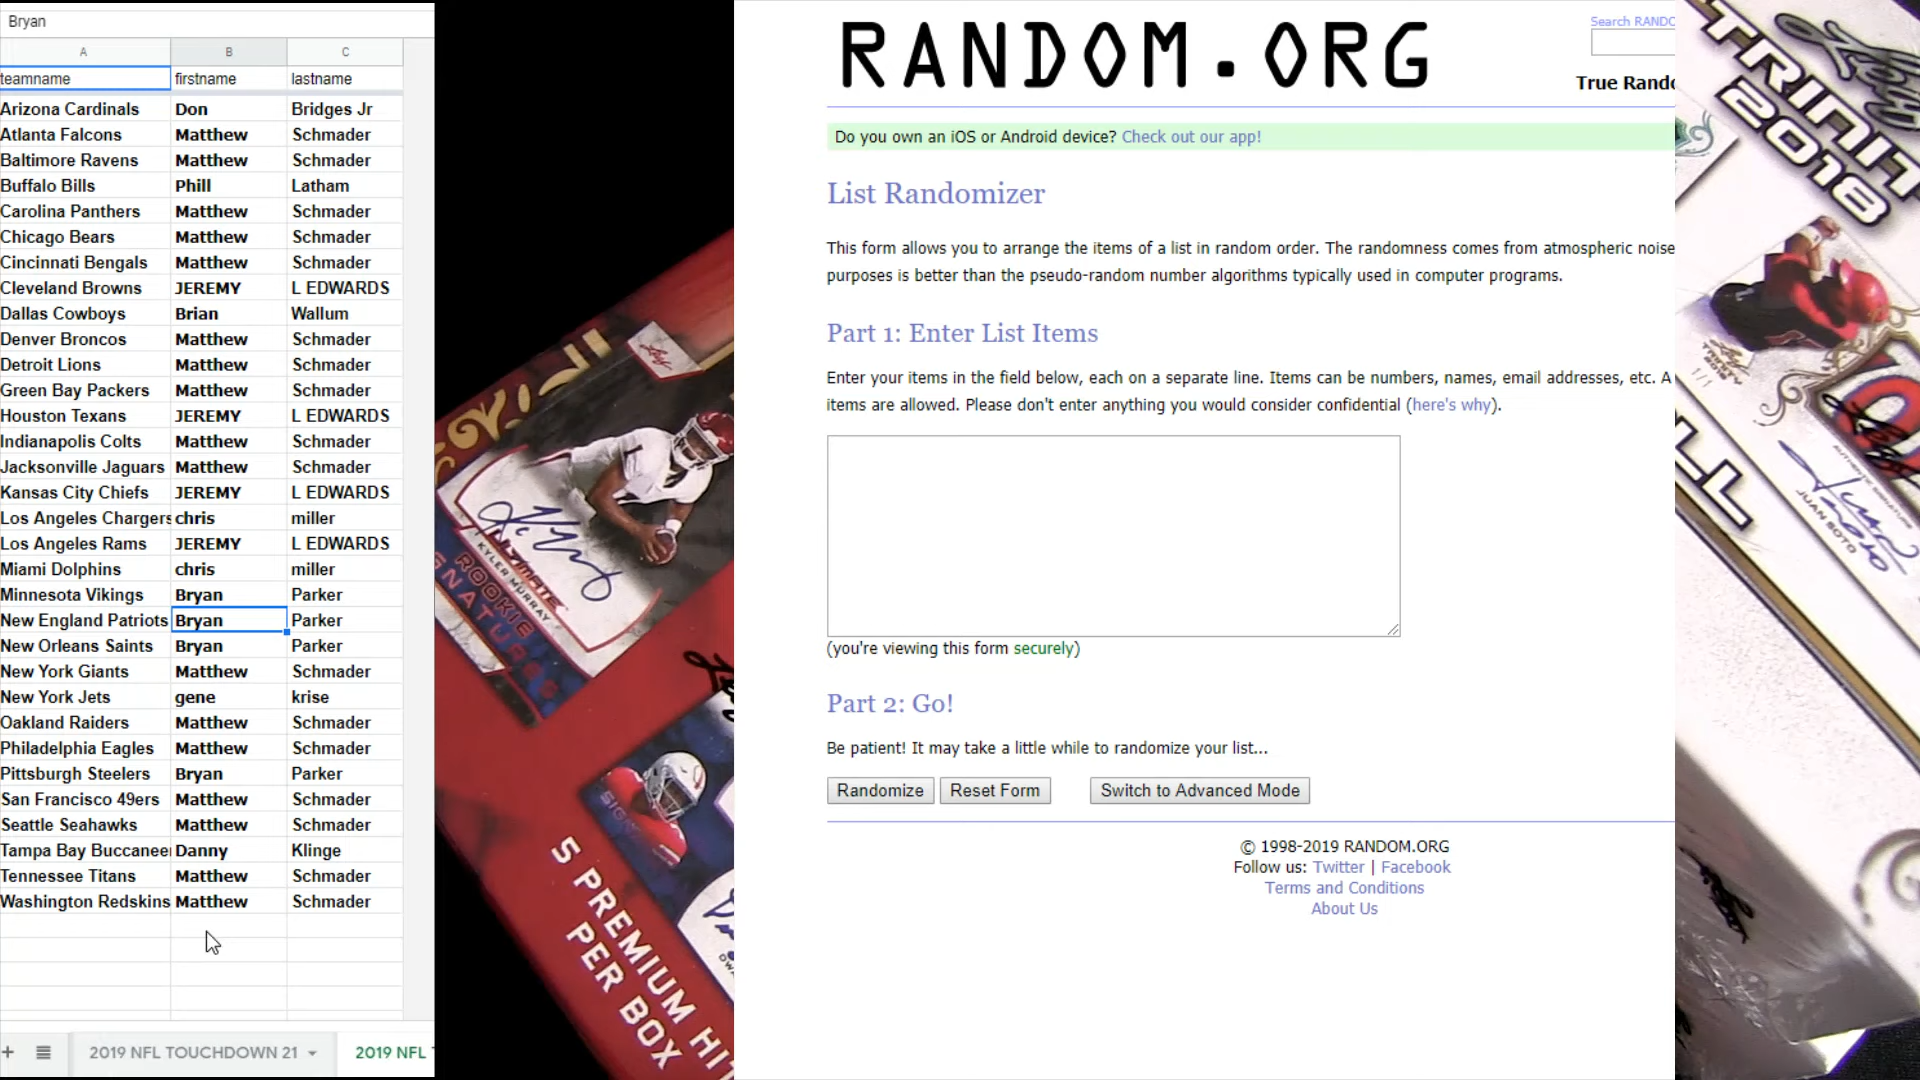 Bryan
A B C
teamname firstname lastname
Arizona Cardinals Don Bridges Jr
Atlanta Falcons Matthew Schmader
Baltimore Ravens Matthew Schmader
Buffalo Bills Phill Latham
Carolina Panthers Matthew Schmader
Chicago Bears Matthew Schmader
Cincinnati Bengals Matthew Schmader
Cleveland Browns JEREMY L EDWARDS
Dallas Cowboys Brian Wallum
Denver Broncos Matthew Schmader
Detroit Lions Matthew Schmader
Green Bay Packers Matthew Schmader
Houston Texans JEREMY L EDWARDS
Indianapolis Colts Matthew Schmader
Jacksonville Jaguars Matthew Schmader
Kansas City Chiefs JEREMY L EDWARDS
Los Angeles Chargers chris miller
Los Angeles Rams JEREMY L EDWARDS
Miami Dolphins chris miller
Minnesota Vikings Bryan Parker
New England Patriots Bryan Parker
New Orleans Saints Bryan Parker
New York Giants Matthew Schmader
New York Jets gene krise
Oakland Raiders Matthew Schmader
Philadelphia Eagles Matthew Schmader
Pittsburgh Steelers Bryan Parker
San Francisco 49ers Matthew Schmader
Seattle Seahawks Matthew Schmader
Tampa Bay Buccanee Danny Klinge
Tennessee Titans Matthew Schmader
Washington Redskins Matthew Schmader
2019 NFL TOUCHDOWN 21
2019 NFL
KYLER MURRAY
ULTIMATE
ROOKIE
5 PREMIUM HI
PER BOX
RANDOM.ORG
Search RANDO
True Rand
Do you own an iOS or Android device? Check out our app!
List Randomizer
This form allows you to arrange the items of a list in random order. The randomness comes from atmospheric noise
purposes is better than the pseudo-random number algorithms typically used in computer programs.
Part 1: Enter List Items
Enter your items in the field below, each on a separate line. Items can be numbers, names, email addresses, etc. A
items are allowed. Please don't enter anything you would consider confidential (here's why).
(you're viewing this form securely)
Part 2: Go!
Be patient! It may take a little while to randomize your list...
Randomize
Reset Form
Switch to Advanced Mode
© 1998-2019 RANDOM.ORG
Follow us: Twitter | Facebook
Terms and Conditions
About Us
TRINIT
2018
1/1
AUTHENTIC SIGNATURE
JUAN SOTO
LL